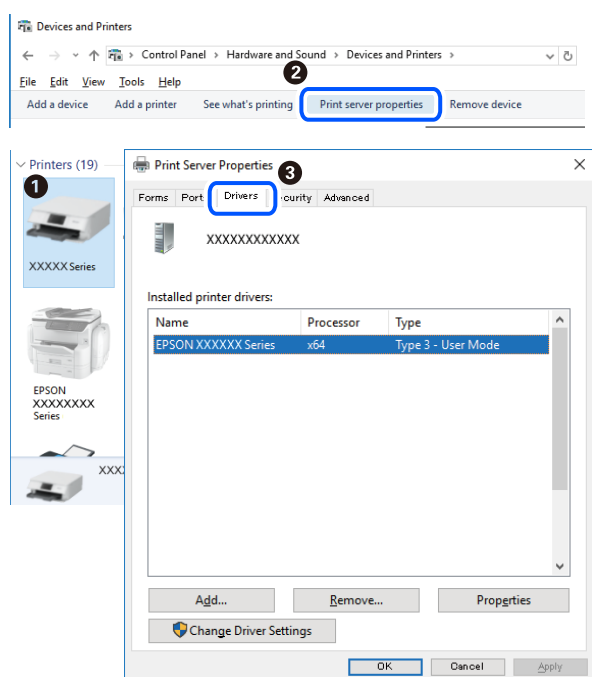 Devices and Printers
Control Panel > Hardware and Sound > Devices and Printers >
2
File Edit View Tools Help
Add a device Add a printer See what's printing Print server properties Remove device
Printers (19)
1
XXXXX Series
EPSON
XXXXXXXX
Series
XXX
Print Server Properties
3
Forms Port Drivers curity Advanced
XXXXXXXXXXXX
Installed printer drivers:
Name Processor Type
EPSON XXXXXX Series x64 Type 3 - User Mode
Add... Remove... Properties
Change Driver Settings
OK Cancel Apply